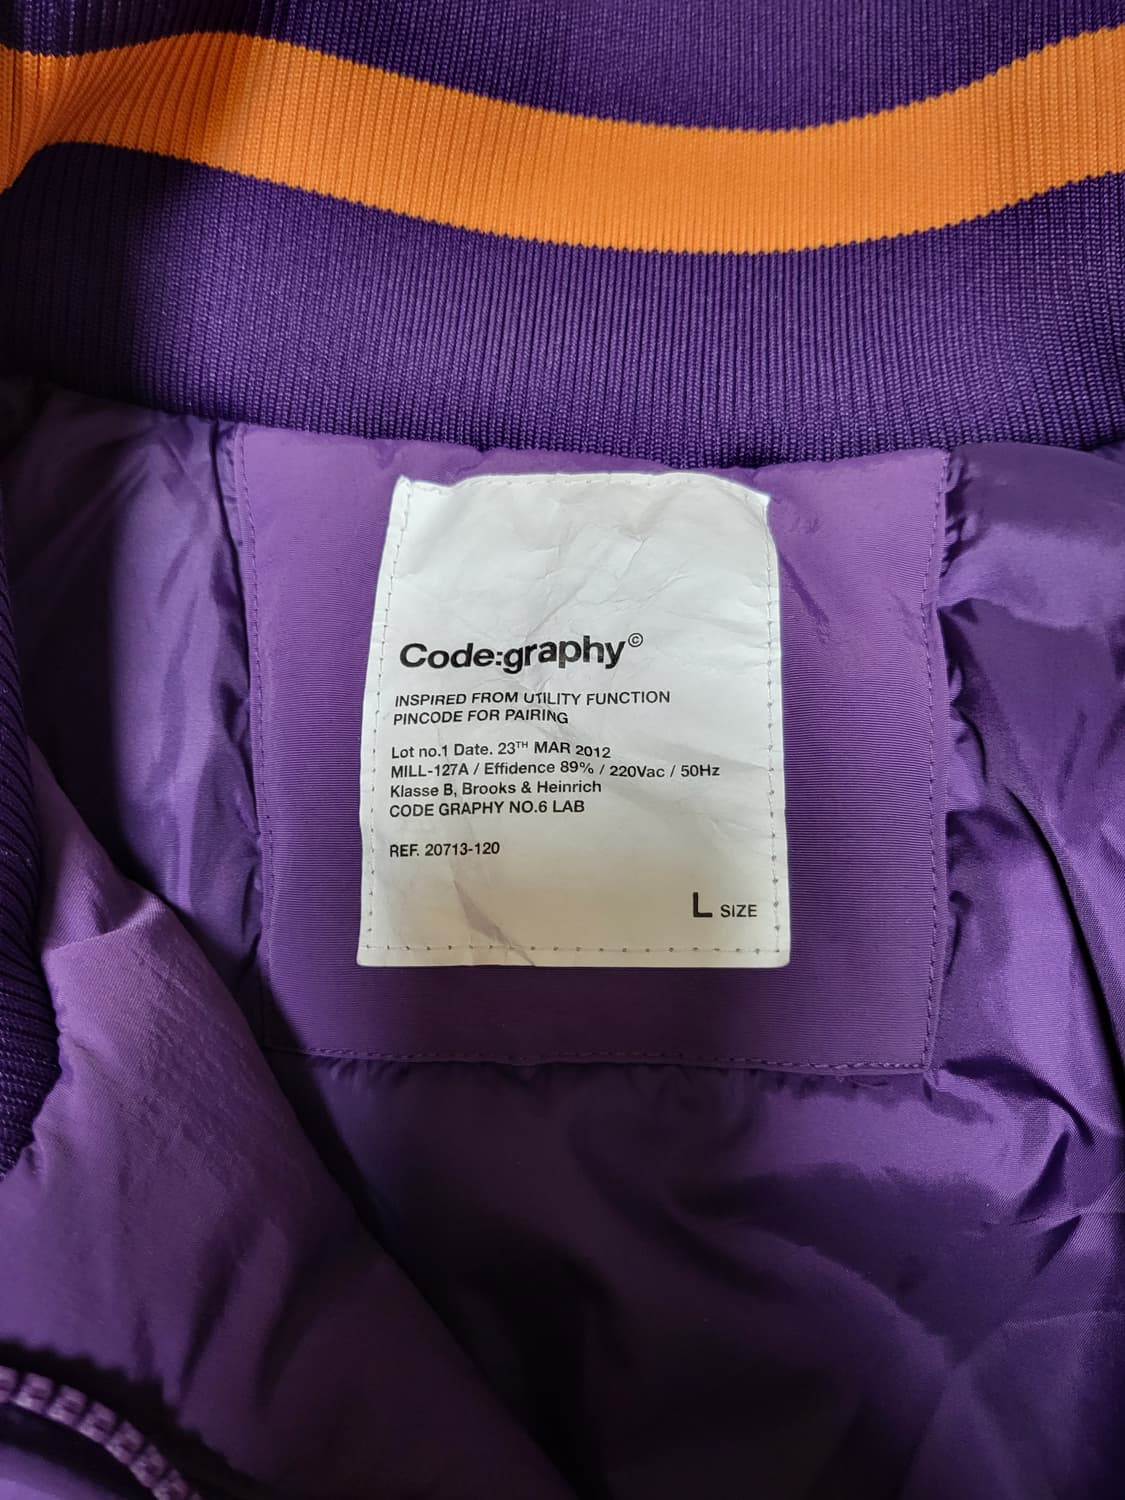 Code:graphy©
INSPIRED FROM UTILITY FUNCTION
PINCODE FOR PAIRING
Lot no.1 Date. 23TH MAR 2012
MILL-127A / Effidence 89% / 220Vac / 50Hz
Klasse B, Brooks & Heinrich
CODE GRAPHY NO.6 LAB
REF. 20713-120
L SIZE